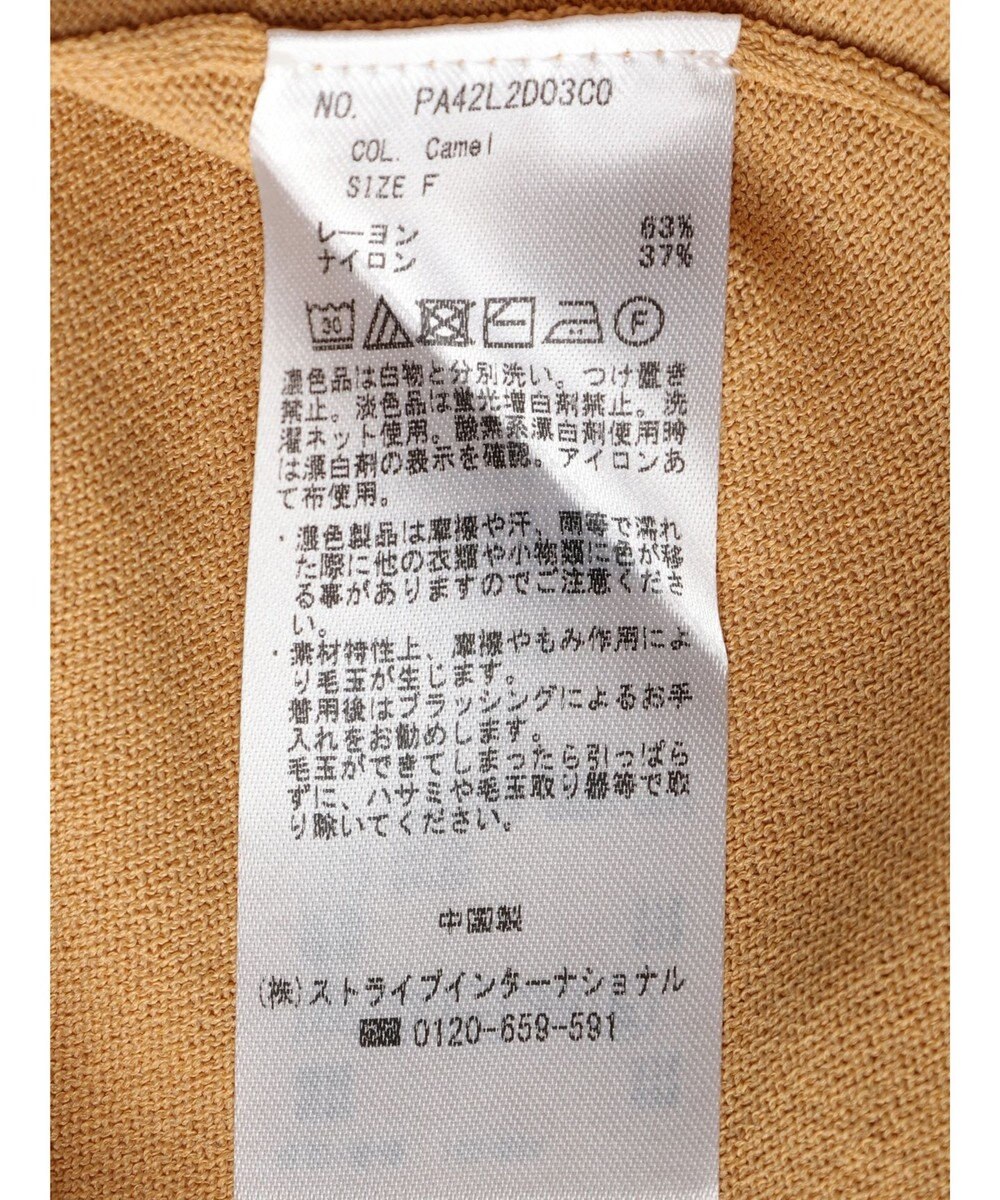 NO. PA42L2D03C0
COL. Camel
SIZE F
レーヨン 63%
ナイロン 37%
30
F
濃色品は白物と分別洗い。つけ置き
禁止。淡色品は蛍光増白剤禁止。洗
濯ネット使用。酸素系漂白剤使用時
は漂白剤の表示を確認。アイロンあ
て布使用。
・濃色製品は摩擦や汗、雨等で濡れ
た際に他の衣類や小物類に色が移
る事がありますのでご注意くださ
い。
・素材特性上、摩擦やもみ作用によ
り毛玉が生じます。
着用後はブラッシングによるお手
入れをお勧めします。
毛玉ができてしまったら引っぱら
ずに、ハサミや毛玉取り器等で取
り除いてください。
中国製
(株)ストライプインターナショナル
0120-659-591